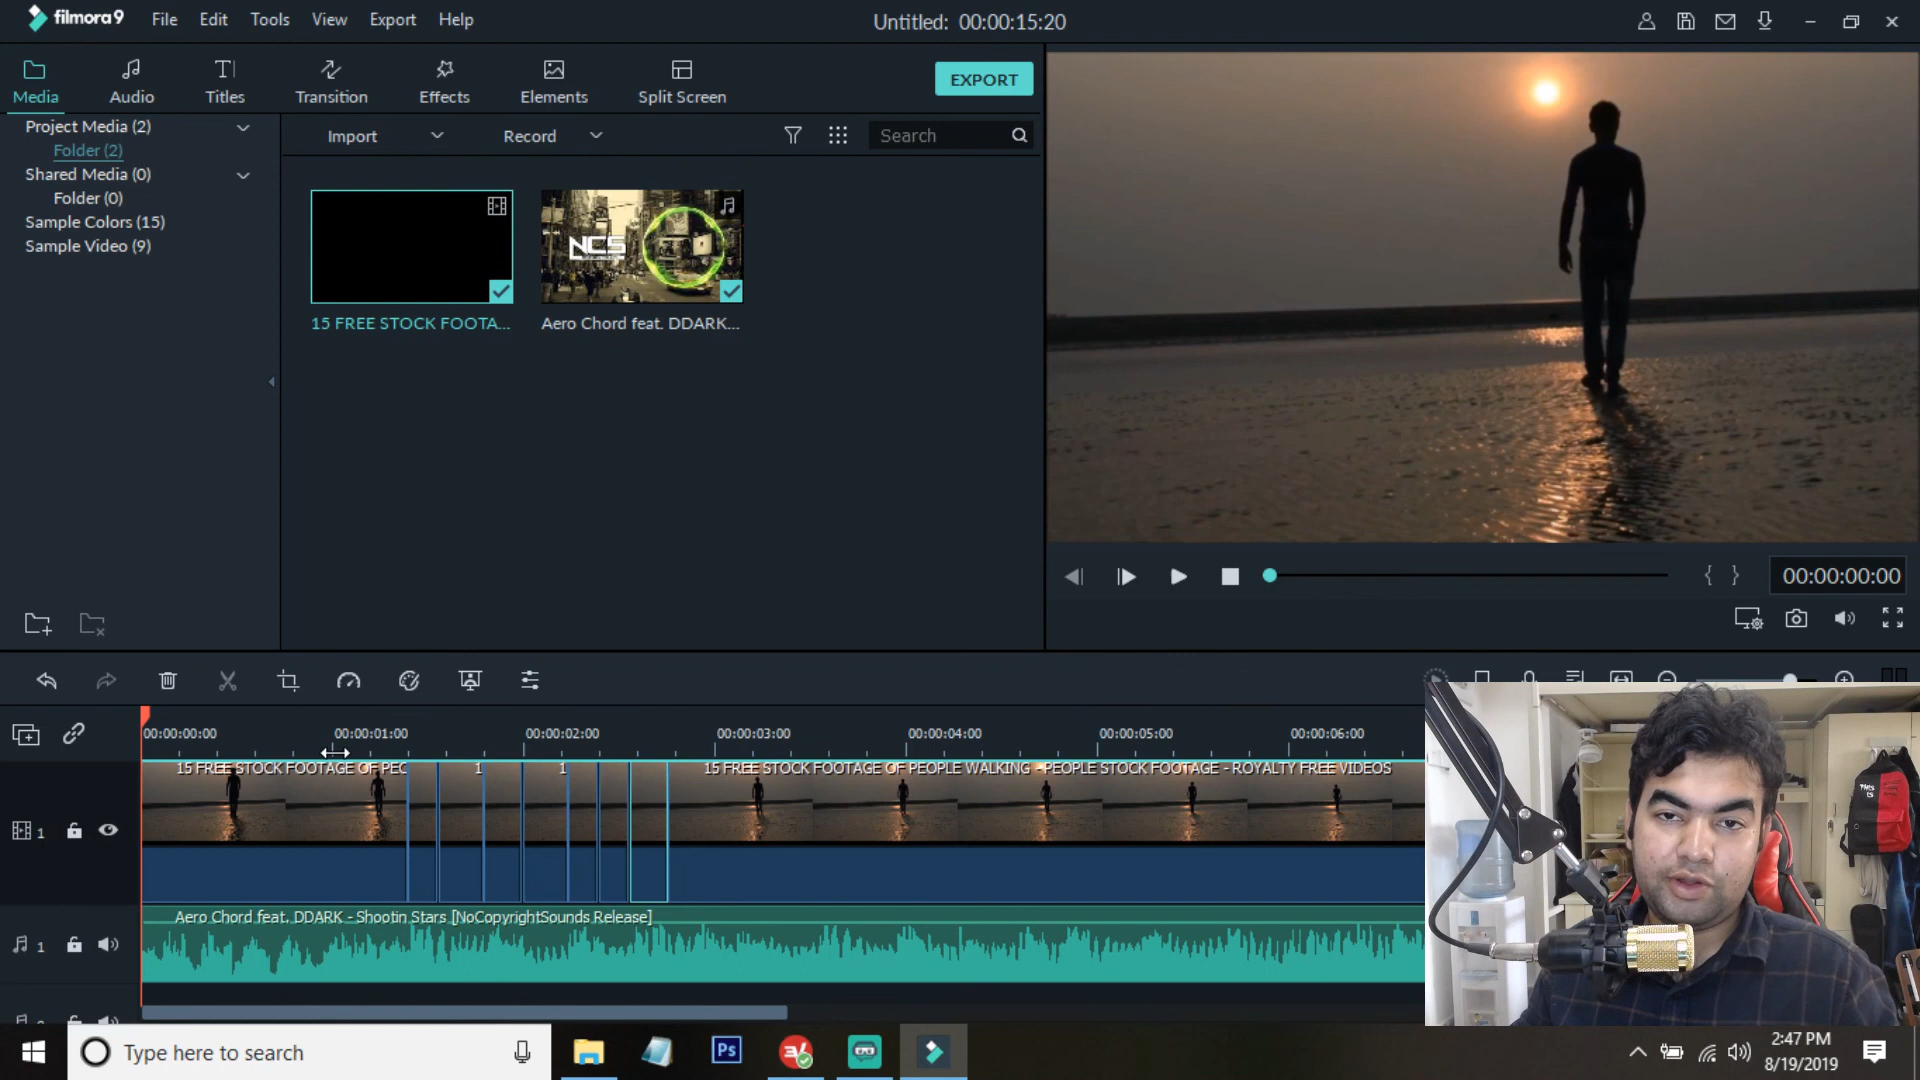 filmora9 File Edit Tools View Export Help Untitled: 00:00:15:20
Media Audio Titles Transition Effects Elements Split Screen EXPORT
Project Media (2)
Folder (2)
Shared Media (0)
Folder (0)
Sample Colors (15)
Sample Video (9)
Import Record Search
NCS
15 FREE STOCK FOOTA... Aero Chord feat. DDARK...
00:00:00:00
00:00:00:00 00:00:01:00 00:00:02:00 00:00:03:00 00:00:04:00 00:00:05:00 00:00:06:00
15 FREE STOCK FOOTAGE OF PEC 1 1 15 FREE STOCK FOOTAGE OF PEOPLE WALKING - PEOPLE STOCK FOOTAGE - ROYALTY FREE VIDEOS
1
Aero Chord feat. DDARK - Shootin Stars [NoCopyrightSounds Release]
1
Type here to search Ps 2:47 PM
8/19/2019